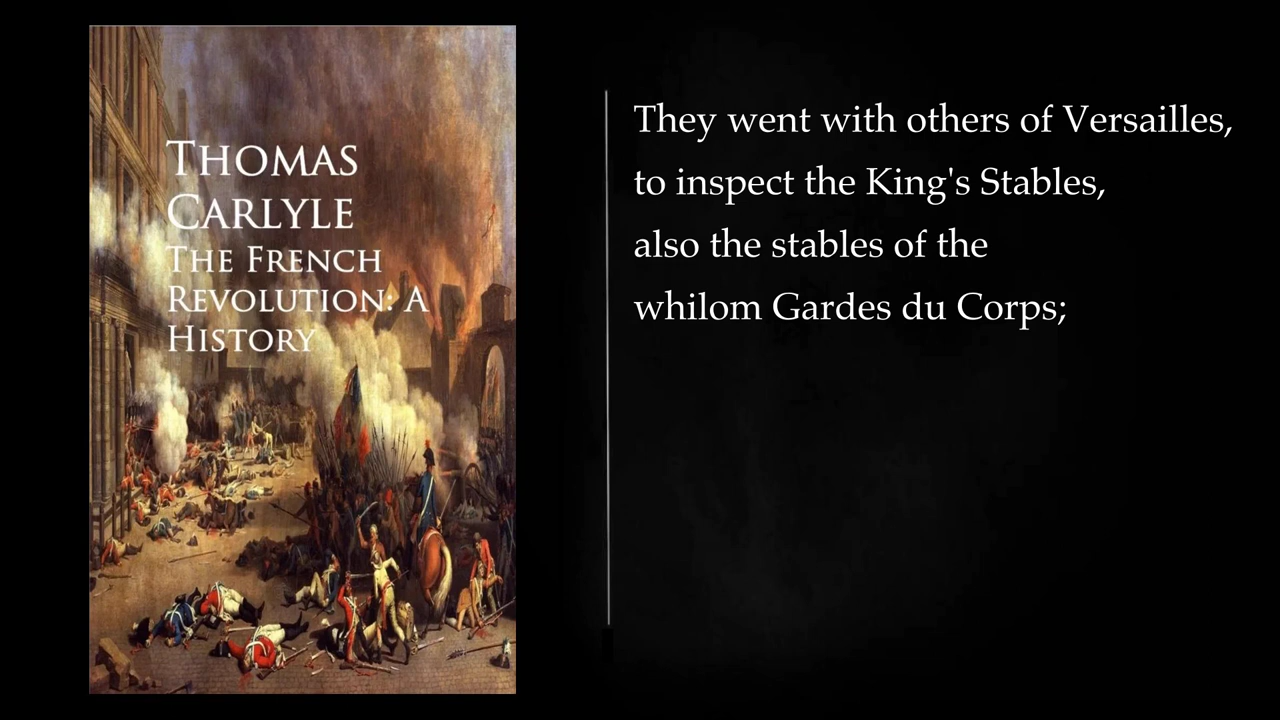 THOMAS
CARLYLE
THE FRENCH
REVOLUTION: A
HISTORY
They went with others of Versailles,
to inspect the King's Stables,
also the stables of the
whilom Gardes du Corps;